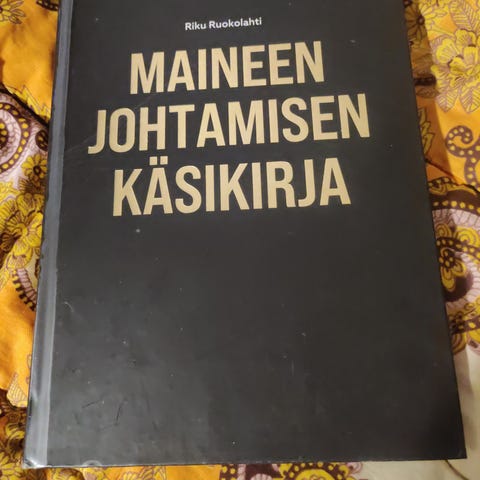 Riku Ruokolahti
MAINEEN
JOHTAMISEN
KÄSIKIRJA